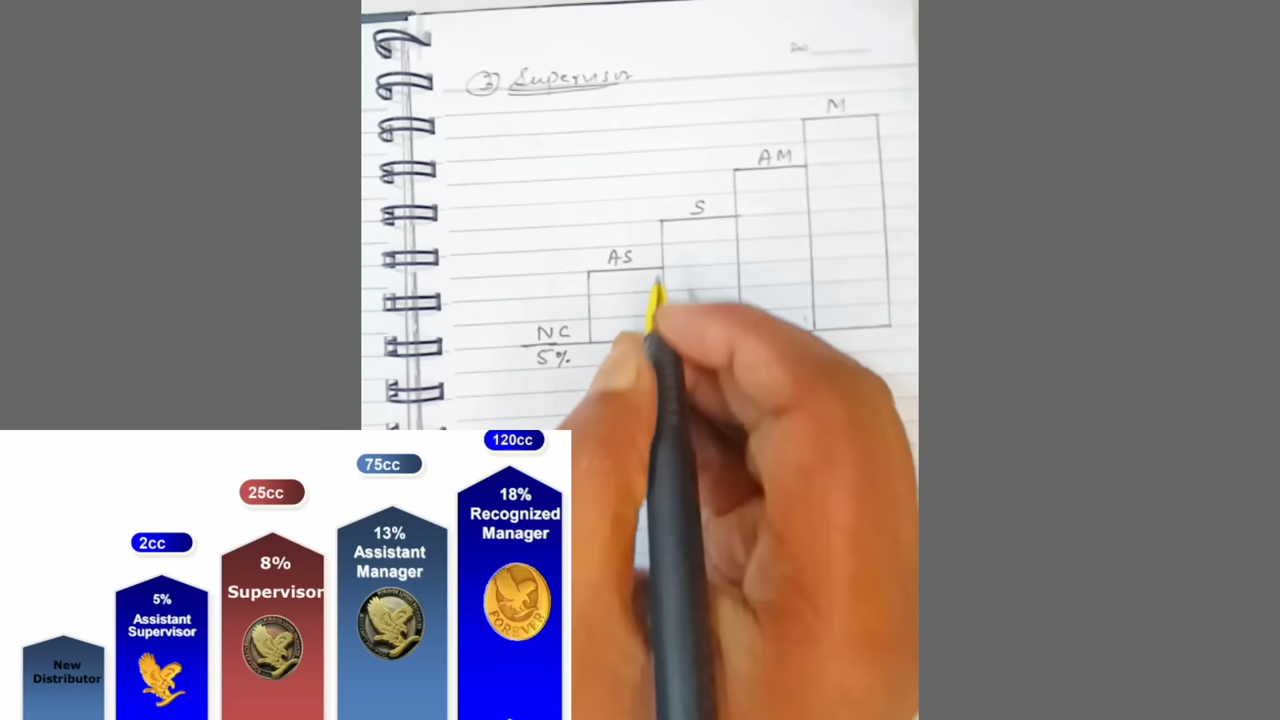 ③ Supervisor
M
AM
S
AS
NC
5%
120cc
75cc
25cc
2cc
18%
Recognized
Manager
13%
Assistant
Manager
8%
Supervisor
5%
Assistant
Supervisor
New
Distributor
FOREVER